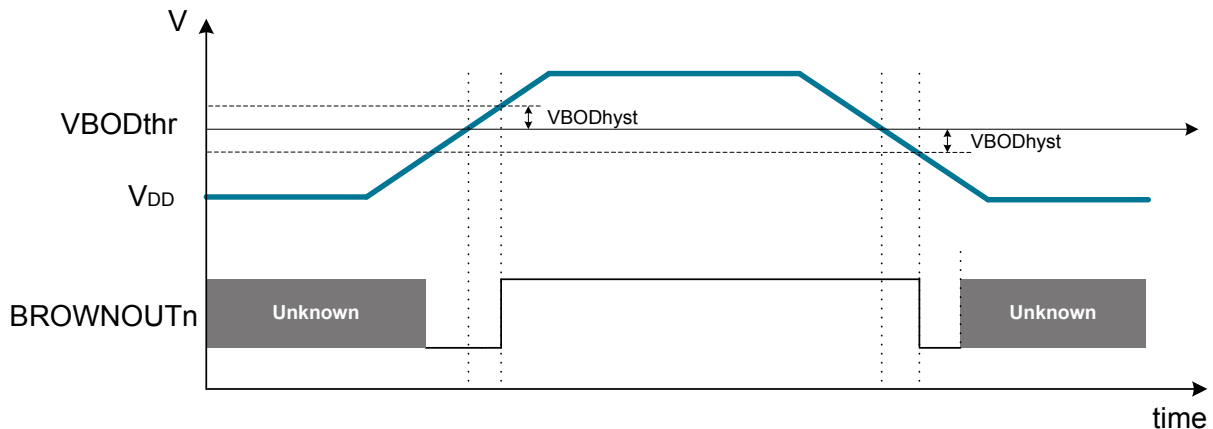 V
VBODhyst
VBODthr
VBODhyst
VDD
Unknown
Unknown
BROWNOUTn
time